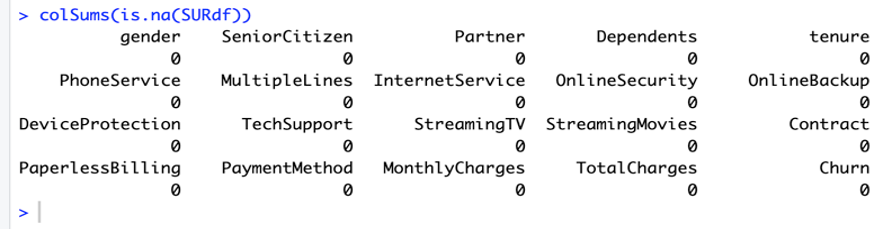 > colSums(is.na(SURdf))
gender SeniorCitizen Partner Dependents tenure
0 0 0 0 0
PhoneService MultipleLines InternetService OnlineSecurity OnlineBackup
0 0 0 0 0
DeviceProtection TechSupport StreamingTV StreamingMovies Contract
0 0 0 0 0
PaperlessBilling PaymentMethod MonthlyCharges TotalCharges Churn
0 0 0 0 0
>